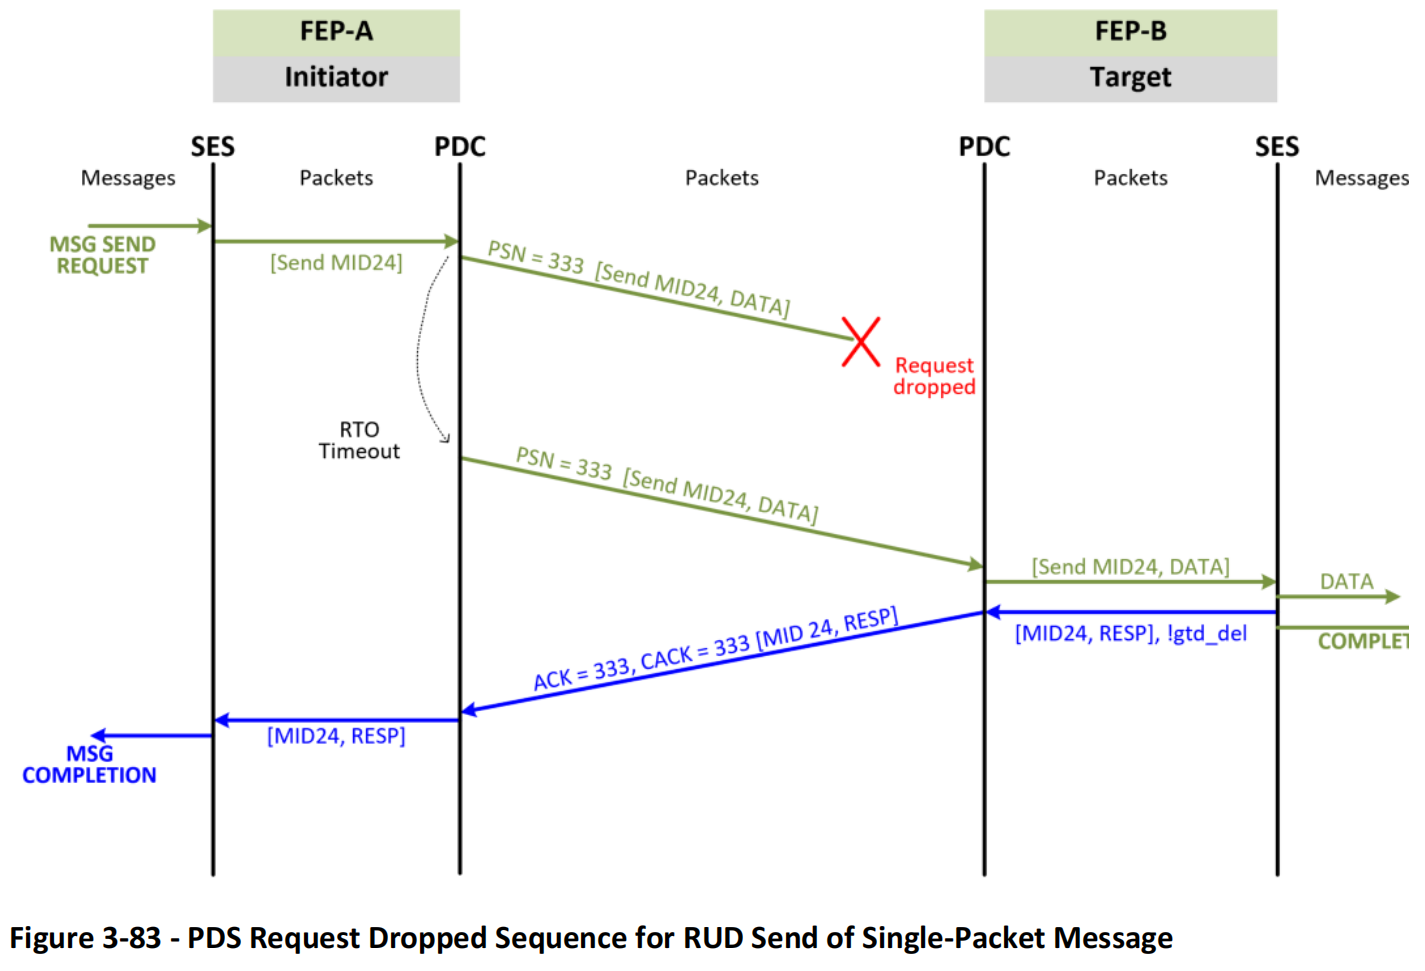 FEP-A
Initiator
FEP-B
Target
SES
PDC
PDC
SES
Messages
Packets
Packets
Packets
Messages
MSG SEND
REQUEST
[Send MID24]
PSN = 333 [Send MID24, DATA]
Request
dropped
RTO
Timeout
PSN = 333 [Send MID24, DATA]
[Send MID24, DATA]
DATA
[MID24, RESP], !gtd_del
COMPLET
ACK = 333, CACK = 333 [MID 24, RESP]
[MID24, RESP]
MSG
COMPLETION
Figure 3-83 - PDS Request Dropped Sequence for RUD Send of Single-Packet Message